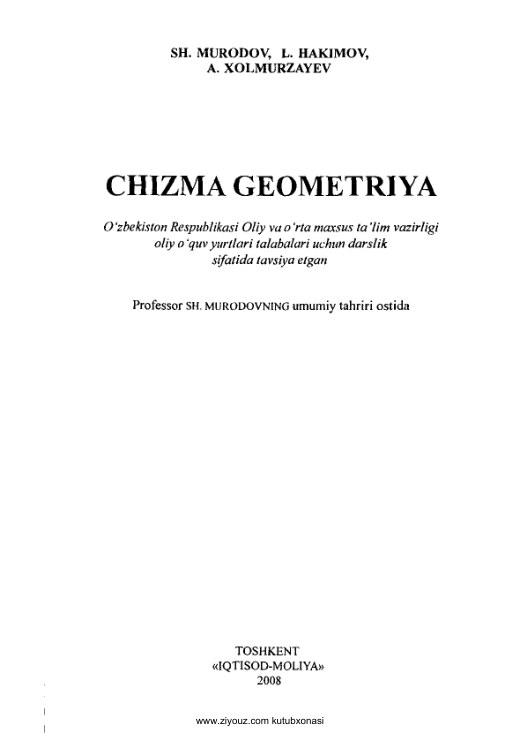 SH. MURODOV, L. HAKIMOV,
A. XOLMURZAYEV
CHIZMA GEOMETRIYA
O‘zbekiston Respublikasi Oliy va o‘rta maxsus ta’lim vazirligi
oliy o‘quv yurtlari talabalari uchun darslik
sifatida tavsiya etgan
Professor SH. MURODOVNING umumiy tahriri ostida
TOSHKENT
«IQTISOD-MOLIYA»
2008
www.ziyouz.com kutubxonasi